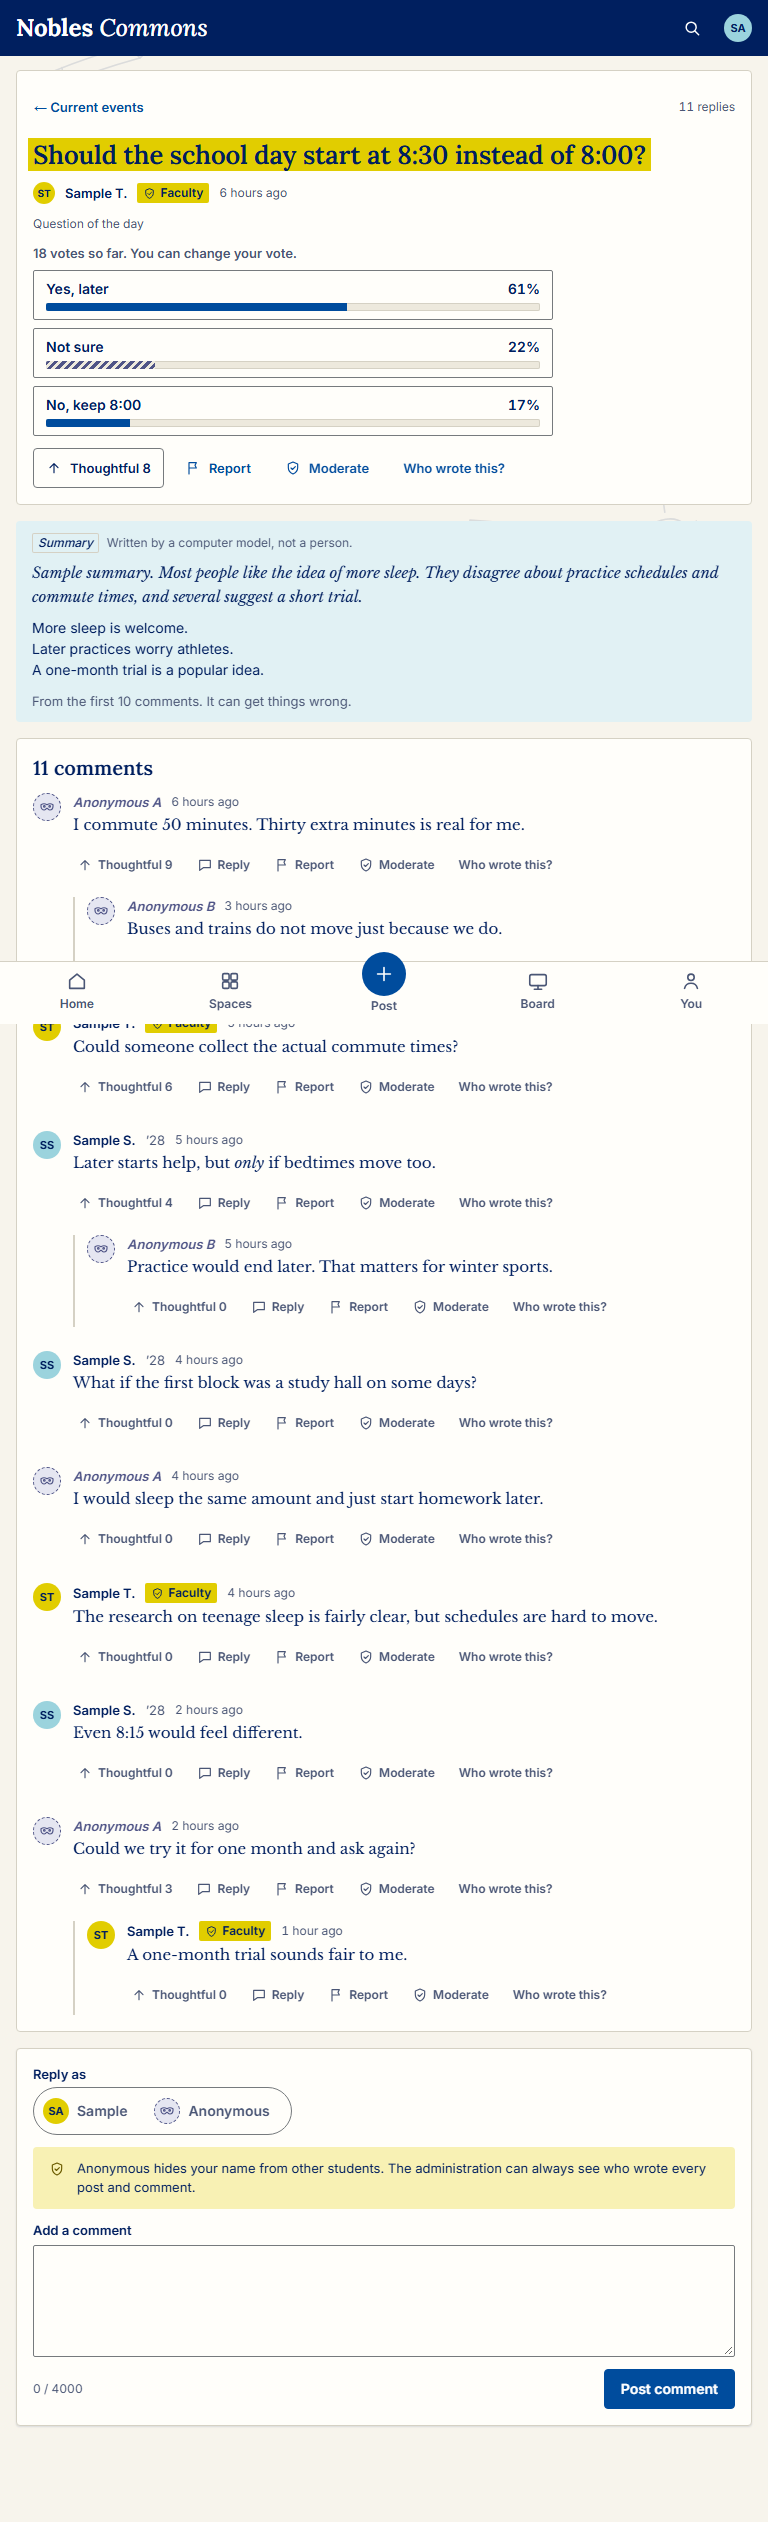 Nobles Commons
SA
← Current events
11 replies
Should the school day start at 8:30 instead of 8:00?
ST Sample T. Faculty 6 hours ago
Question of the day
18 votes so far. You can change your vote.
Yes, later 61%
Not sure 22%
No, keep 8:00 17%
Thoughtful 8 Report Moderate Who wrote this?
Summary Written by a computer model, not a person.
Sample summary. Most people like the idea of more sleep. They disagree about practice schedules and
commute times, and several suggest a short trial.
More sleep is welcome.
Later practices worry athletes.
A one-month trial is a popular idea.
From the first 10 comments. It can get things wrong.
11 comments
Anonymous A 6 hours ago
I commute 50 minutes. Thirty extra minutes is real for me.
Thoughtful 9 Reply Report Moderate Who wrote this?
Anonymous B 3 hours ago
Buses and trains do not move just because we do.
Home Spaces Post Board You
ST Sample T. Faculty 5 hours ago
Could someone collect the actual commute times?
Thoughtful 6 Reply Report Moderate Who wrote this?
SS Sample S. '28 5 hours ago
Later starts help, but only if bedtimes move too.
Thoughtful 4 Reply Report Moderate Who wrote this?
Anonymous B 5 hours ago
Practice would end later. That matters for winter sports.
Thoughtful 0 Reply Report Moderate Who wrote this?
SS Sample S. '28 4 hours ago
What if the first block was a study hall on some days?
Thoughtful 0 Reply Report Moderate Who wrote this?
Anonymous A 4 hours ago
I would sleep the same amount and just start homework later.
Thoughtful 0 Reply Report Moderate Who wrote this?
ST Sample T. Faculty 4 hours ago
The research on teenage sleep is fairly clear, but schedules are hard to move.
Thoughtful 0 Reply Report Moderate Who wrote this?
SS Sample S. '28 2 hours ago
Even 8:15 would feel different.
Thoughtful 0 Reply Report Moderate Who wrote this?
Anonymous A 2 hours ago
Could we try it for one month and ask again?
Thoughtful 3 Reply Report Moderate Who wrote this?
ST Sample T. Faculty 1 hour ago
A one-month trial sounds fair to me.
Thoughtful 0 Reply Report Moderate Who wrote this?
Reply as
SA Sample Anonymous
Anonymous hides your name from other students. The administration can always see who wrote every
post and comment.
Add a comment
0 / 4000
Post comment